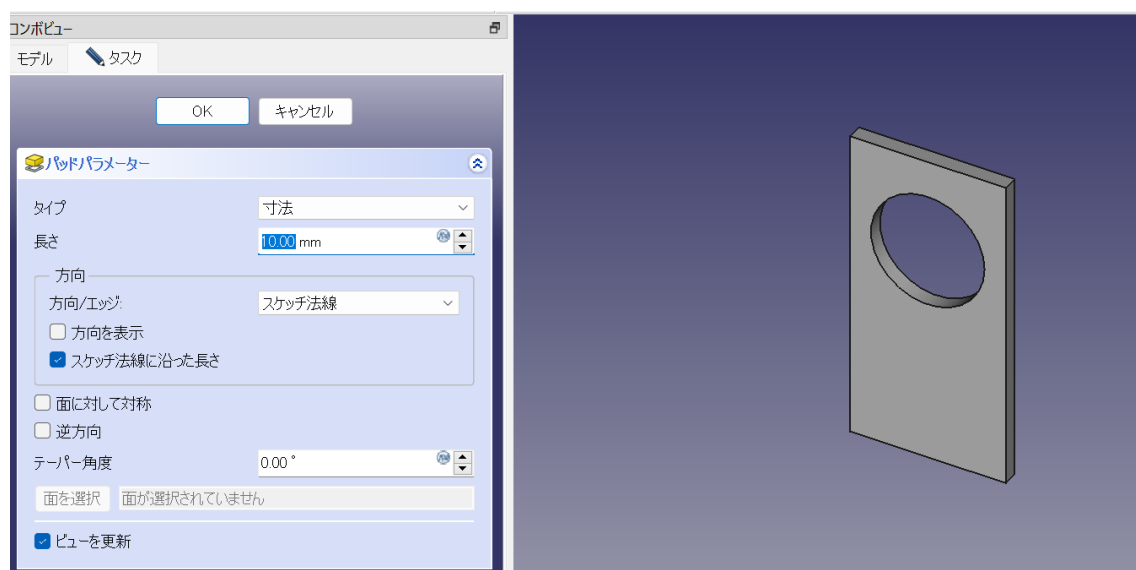 コンボビュー
モデル タスク
OK キャンセル
パッドパラメーター
タイプ 寸法
長さ 10.00 mm
方向
方向/エッジ: スケッチ法線
方向を表示
スケッチ法線に沿った長さ
面に対して対称
逆方向
テーパー角度 0.00 °
面を選択 面が選択されていません
ビューを更新